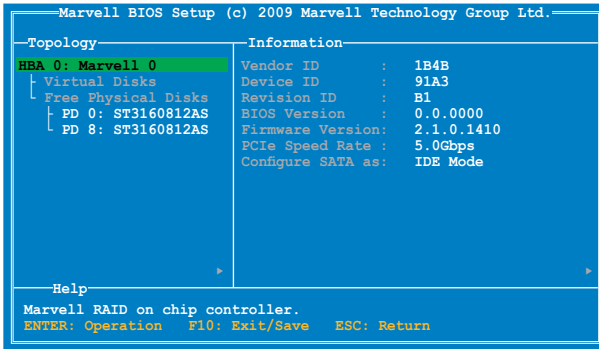 Marvell BIOS Setup (c) 2009 Marvell Technology Group Ltd.
Topology
HBA 0: Marvell 0
Virtual Disks
Free Physical Disks
PD 0: ST3160812AS
PD 8: ST3160812AS
Information
Vendor ID : 1B4B
Device ID : 91A3
Revision ID : B1
BIOS Version : 0.0.0000
Firmware Version: 2.1.0.1410
PCIe Speed Rate : 5.0Gbps
Configure SATA as: IDE Mode
Help
Marvell RAID on chip controller.
ENTER: Operation F10: Exit/Save ESC: Return